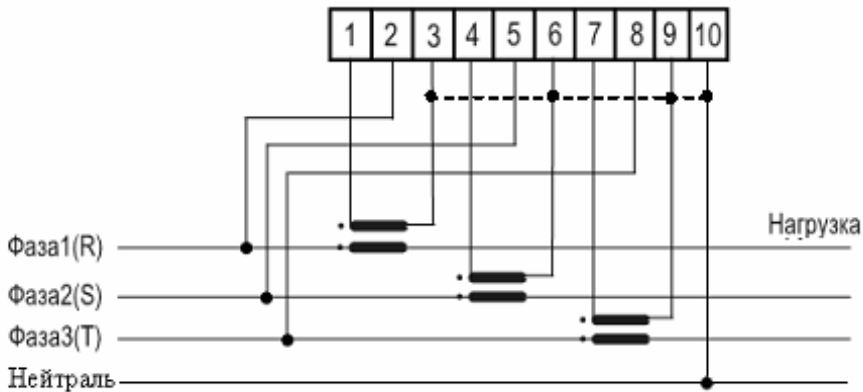 1 2 3 4 5 6 7 8 9 10
Нагрузка
Фаза1(R)
Фаза2(S)
Фаза3(T)
Нейтраль